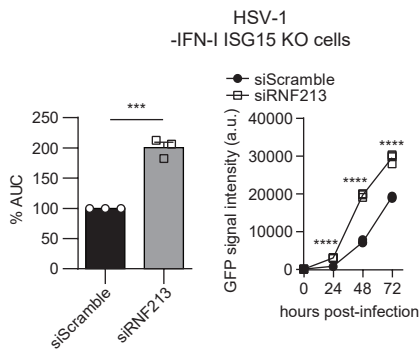 HSV-1
-IFN-I ISG15 KO cells
siScramble
siRNF213
***
% AUC
200
150
100
50
0
siScramble
siRNF213
GFP signal intensity (a.u.)
40000
30000
20000
10000
0
****
****
****
0 24 48 72
hours post-infection